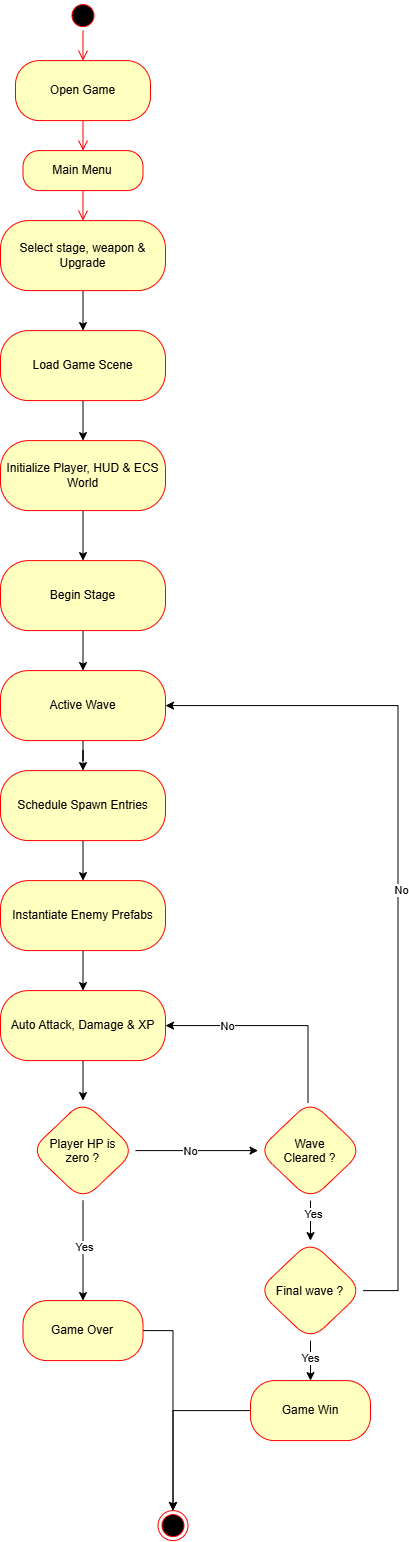 Open Game
Main Menu
Select stage, weapon &
Upgrade
Load Game Scene
Initialize Player, HUD & ECS
World
Begin Stage
Active Wave
Schedule Spawn Entries
No
Instantiate Enemy Prefabs
Auto Attack, Damage & XP
No
Player HP is
zero ?
No
Wave
Cleared ?
Yes
Yes
Final wave ?
Game Over
Yes
Game Win